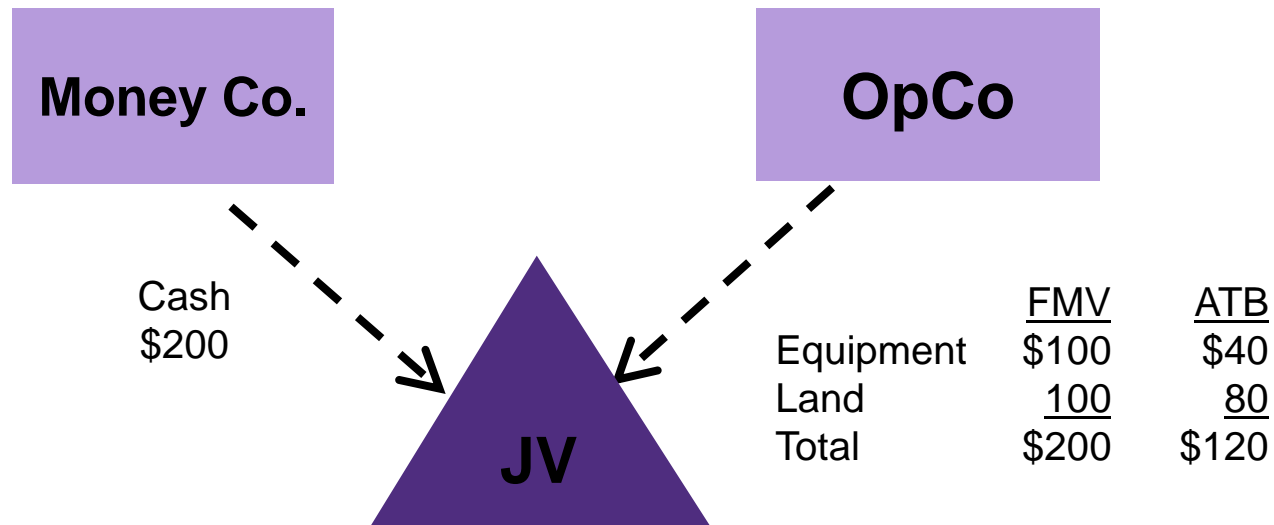 Money Co.
OpCo
Cash
$200
FMV ATB
Equipment $100 $40
Land 100 80
Total $200 $120
JV